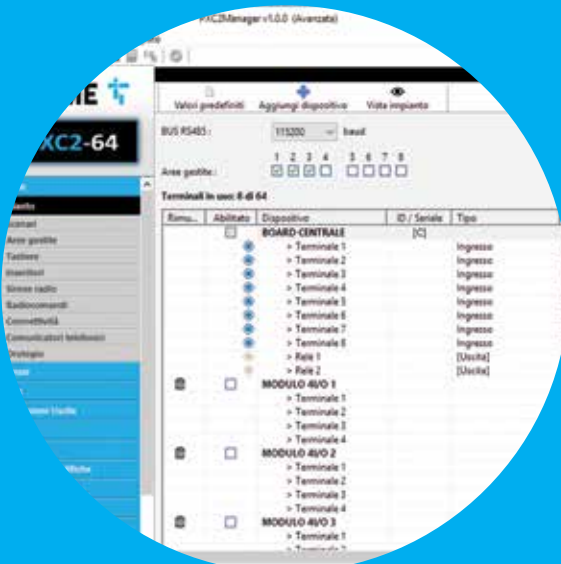 PXC2Manager v1.0.0 (Avanzata)
Valori predefiniti Aggiungi dispositivo Vista impianto
XC2-64
BUS RS485 : 115200 baud
1 2 3 4 5 6 7 8
Aree gestite :
Terminali in uso: 8 di 64
Rimu... Abilitato Dispositivo ID / Seriale Tipo
BOARD CENTRALE [C]
> Terminale 1 Ingresso
> Terminale 2 Ingresso
> Terminale 3 Ingresso
> Terminale 4 Ingresso
> Terminale 5 Ingresso
> Terminale 6 Ingresso
> Terminale 7 Ingresso
> Terminale 8 Ingresso
> Relè 1 [Uscita]
> Relè 2 [Uscita]
MODULO 4I/O 1
> Terminale 1
> Terminale 2
> Terminale 3
> Terminale 4
MODULO 4I/O 2
> Terminale 1
> Terminale 2
> Terminale 3
> Terminale 4
MODULO 4I/O 3
> Terminale 1
> Terminale 2
Aree gestite
Tastiere
Inseritori
Sirene radio
Radiocomandi
Connettività
Comunicatori telefonici
Orologio